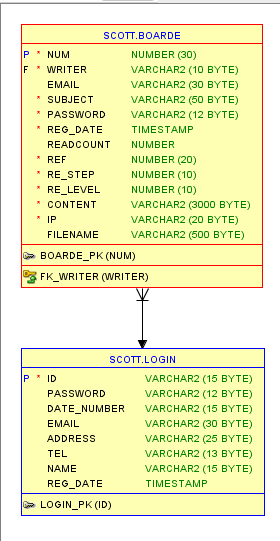 SCOTT.BOARDE
P * NUM NUMBER (30)
F * WRITER VARCHAR2 (10 BYTE)
EMAIL VARCHAR2 (30 BYTE)
* SUBJECT VARCHAR2 (50 BYTE)
* PASSWORD VARCHAR2 (12 BYTE)
* REG_DATE TIMESTAMP
READCOUNT NUMBER
* REF NUMBER (20)
* RE_STEP NUMBER (10)
* RE_LEVEL NUMBER (10)
* CONTENT VARCHAR2 (3000 BYTE)
* IP VARCHAR2 (20 BYTE)
FILENAME VARCHAR2 (500 BYTE)
BOARDE_PK (NUM)
FK_WRITER (WRITER)
SCOTT.LOGIN
P * ID VARCHAR2 (15 BYTE)
PASSWORD VARCHAR2 (12 BYTE)
DATE_NUMBER VARCHAR2 (15 BYTE)
EMAIL VARCHAR2 (30 BYTE)
ADDRESS VARCHAR2 (25 BYTE)
TEL VARCHAR2 (13 BYTE)
NAME VARCHAR2 (15 BYTE)
REG_DATE TIMESTAMP
LOGIN_PK (ID)